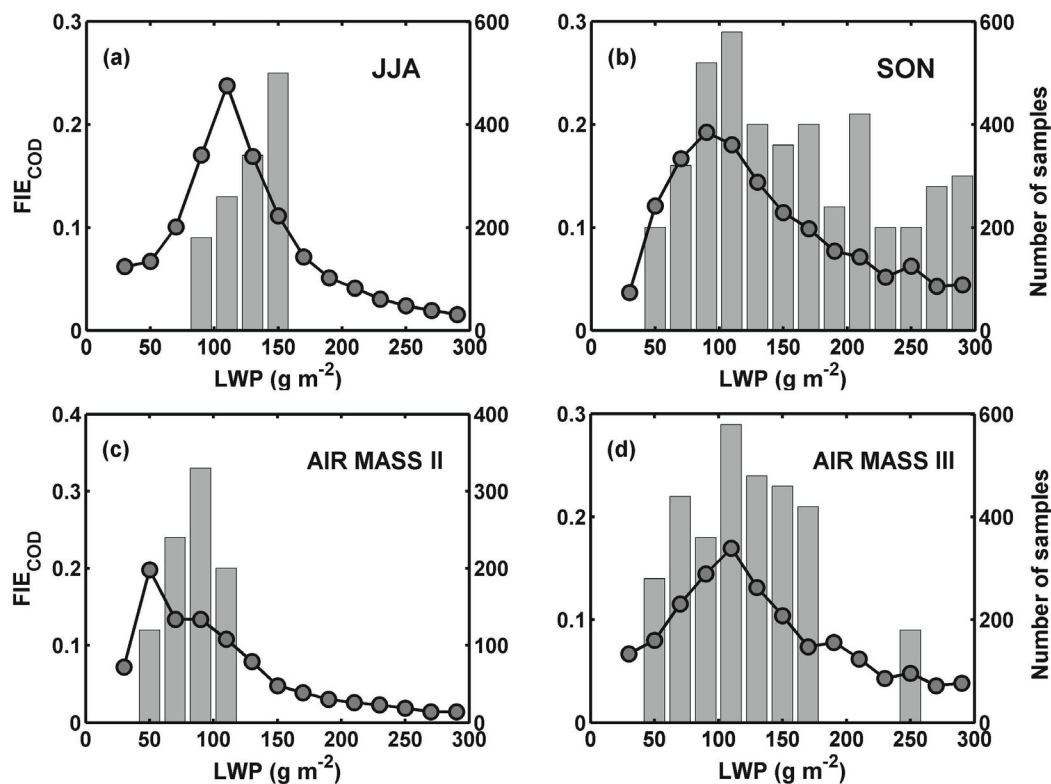 (a)
JJA
FIE_COD
0.3
0.2
0.1
0
600
400
200
0
0 50 100 150 200 250 300
LWP (g m⁻²)
(b)
SON
0.3
0.2
0.1
0
600
400
200
0
Number of samples
0 50 100 150 200 250 300
LWP (g m⁻²)
(c)
AIR MASS II
FIE_COD
0.4
0.3
0.2
0.1
0
400
300
200
100
0
0 50 100 150 200 250 300
LWP (g m⁻²)
(d)
AIR MASS III
0.3
0.2
0.1
0
600
400
200
0
Number of samples
0 50 100 150 200 250 300
LWP (g m⁻²)